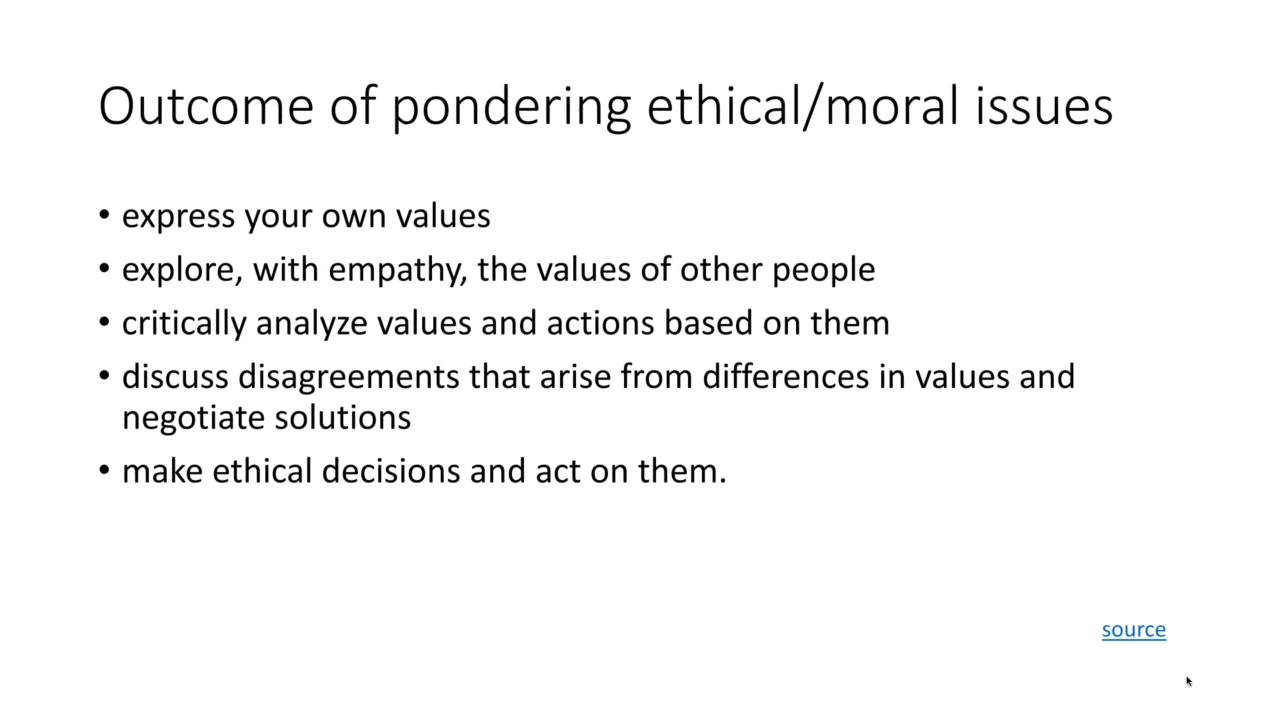 Outcome of pondering ethical/moral issues
• express your own values
• explore, with empathy, the values of other people
• critically analyze values and actions based on them
• discuss disagreements that arise from differences in values and
negotiate solutions
• make ethical decisions and act on them.
source